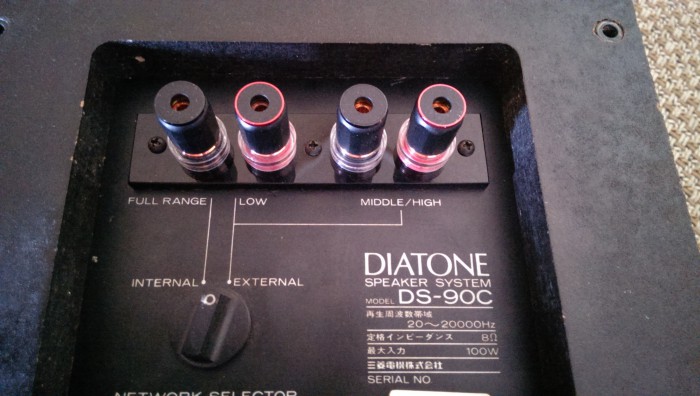 FULL RANGE LOW MIDDLE/HIGH
INTERNAL EXTERNAL
NETWORK SELECTOR
DIATONE
SPEAKER SYSTEM
MODEL DS-90C
再生周波数帯域
20〜20000Hz
定格インピーダンス 8Ω
最大入力 100W
三菱電機株式会社
SERIAL NO